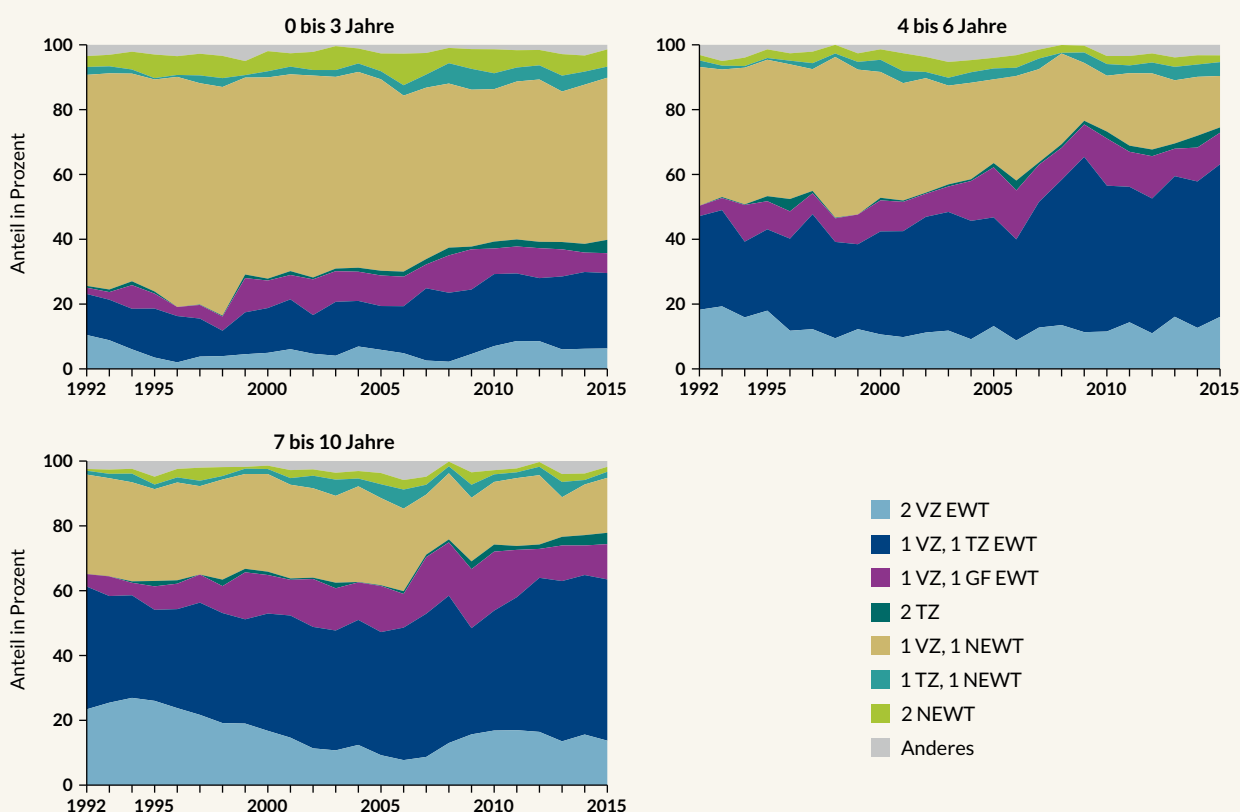 0 bis 3 Jahre
Anteil in Prozent
100
80
60
40
20
0
1992 1995 2000 2005 2010 2015
4 bis 6 Jahre
100
80
60
40
20
0
1992 1995 2000 2005 2010 2015
7 bis 10 Jahre
Anteil in Prozent
100
80
60
40
20
0
1992 1995 2000 2005 2010 2015
2 VZ EWT
1 VZ, 1 TZ EWT
1 VZ, 1 GF EWT
2 TZ
1 VZ, 1 NEWT
1 TZ, 1 NEWT
2 NEWT
Anderes